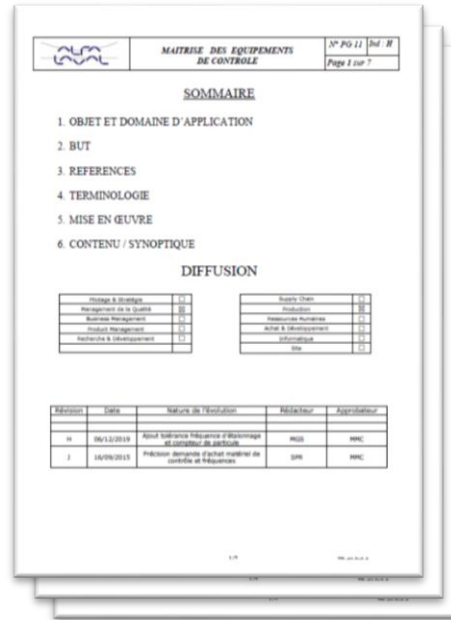 ALFA LAVAL
MAITRISE DES EQUIPEMENTS DE CONTROLE
N° PG 11 Ind : H
Page 1 sur 7
SOMMAIRE
1. OBJET ET DOMAINE D'APPLICATION
2. BUT
3. REFERENCES
4. TERMINOLOGIE
5. MISE EN ŒUVRE
6. CONTENU / SYNOPTIQUE
DIFFUSION
Pilotage & Stratégie
Management de la Qualité ☒
Business Management
Product Management
Recherche & Développement
Supply Chain
Production ☒
Ressources Humaines
Achat & Développement
Informatique
Site
Révision Date Nature de l'évolution Rédacteur Approbateur
H 06/12/2019 Ajout tolérance fréquence d'étalonnage et compteur de particule MGS MMC
J 16/09/2015 Précision demande d'achat matériel de contrôle et fréquences SPR MMC